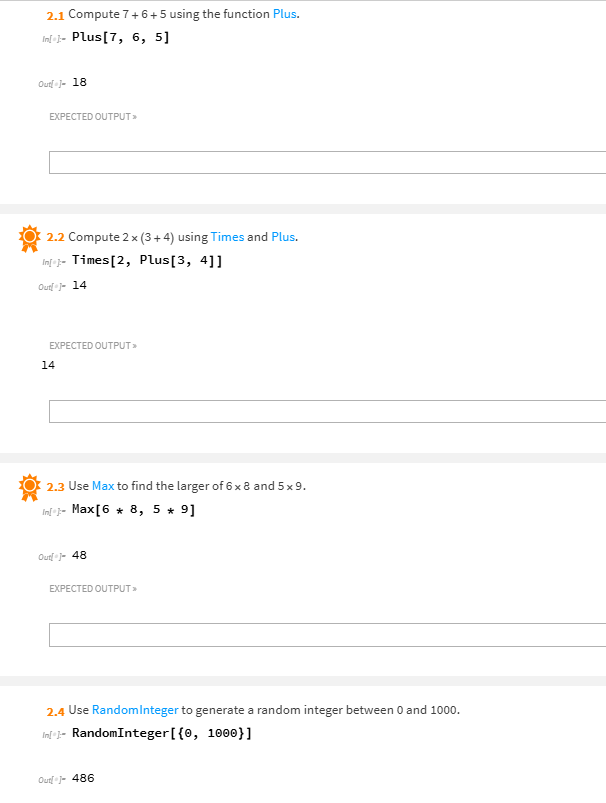 2.1 Compute 7 + 6 + 5 using the function Plus.
In[◦]:= Plus[7, 6, 5]
Out[◦]= 18
EXPECTED OUTPUT »
2.2 Compute 2 × (3 + 4) using Times and Plus.
In[◦]:= Times[2, Plus[3, 4]]
Out[◦]= 14
EXPECTED OUTPUT »
14
2.3 Use Max to find the larger of 6 × 8 and 5 × 9.
In[◦]:= Max[6 * 8, 5 * 9]
Out[◦]= 48
EXPECTED OUTPUT »
2.4 Use RandomInteger to generate a random integer between 0 and 1000.
In[◦]:= RandomInteger[{0, 1000}]
Out[◦]= 486